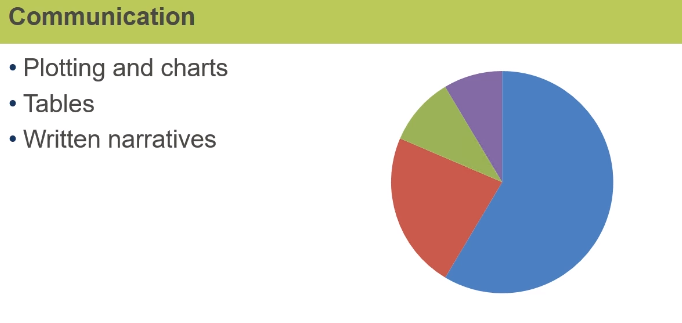 Communication
• Plotting and charts
• Tables
• Written narratives